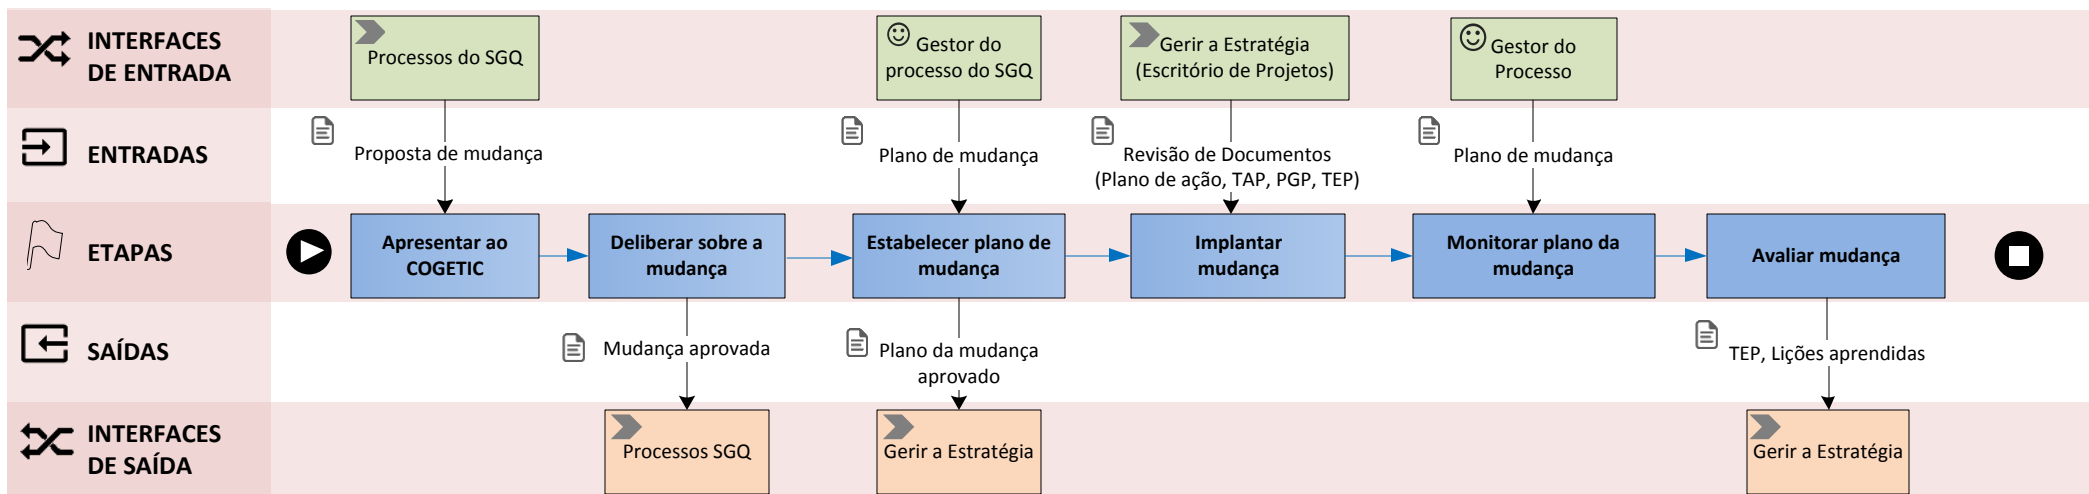 INTERFACES
DE ENTRADA
Processos do SGQ
Gestor do
processo do SGQ
Gerir a Estratégia
(Escritório de Projetos)
Gestor do
Processo
ENTRADAS
Proposta de mudança
Plano de mudança
Revisão de Documentos
(Plano de ação, TAP, PGP, TEP)
Plano de mudança
ETAPAS
Apresentar ao
COGETIC
Deliberar sobre a
mudança
Estabelecer plano de
mudança
Implantar
mudança
Monitorar plano da
mudança
Avaliar mudança
SAÍDAS
Mudança aprovada
Plano da mudança
aprovado
TEP, Lições aprendidas
INTERFACES
DE SAÍDA
Processos SGQ
Gerir a Estratégia
Gerir a Estratégia